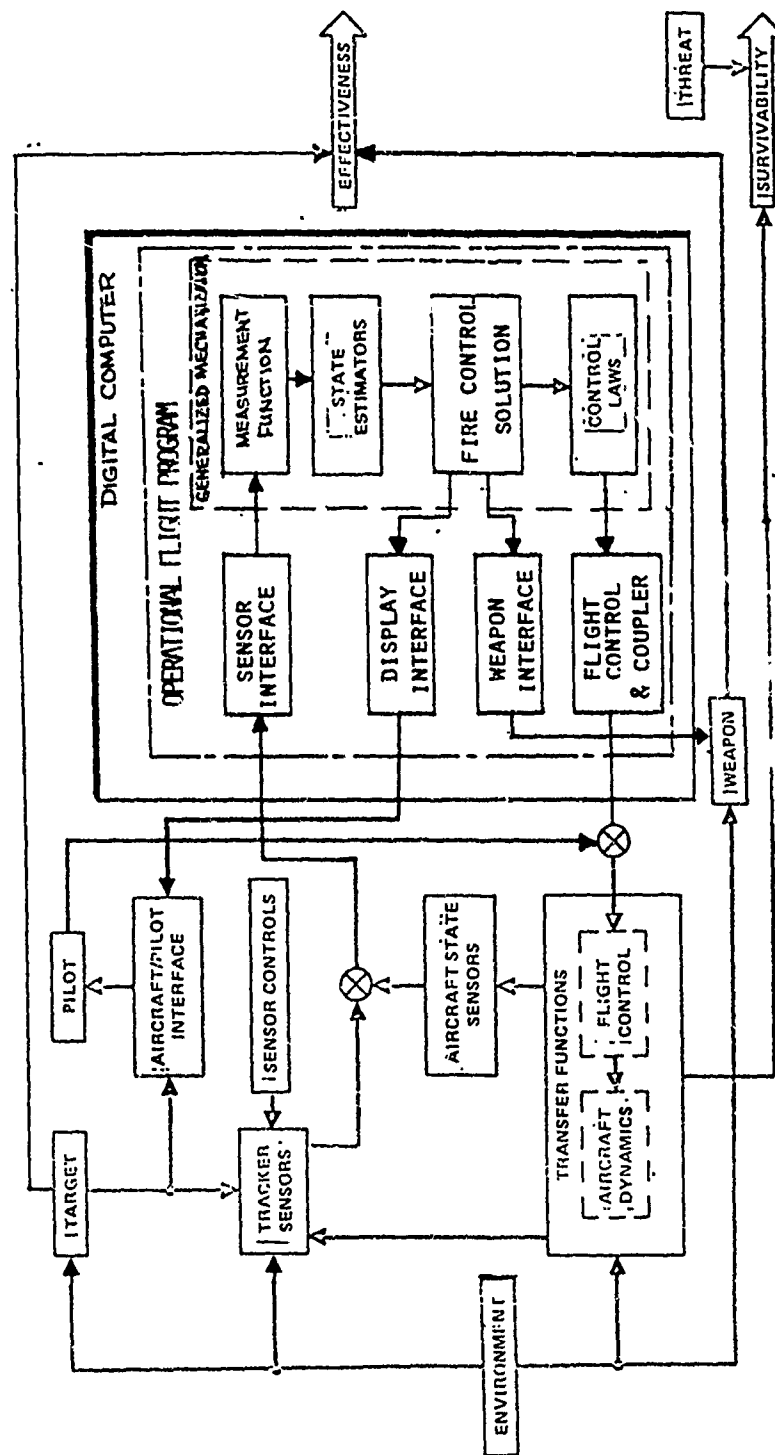 DIGITAL COMPUTER
OPERATIONAL FLIGHT PROGRAM
GENERALIZED MECHANIZATION
MEASUREMENT
FUNCTION
STATE
ESTIMATORS
FIRE CONTROL
SOLUTION
CONTROL
LAWS
SENSOR
INTERFACE
DISPLAY
INTERFACE
WEAPON
INTERFACE
FLIGHT
CONTROL
& COUPLER
EFFECTIVENESS
THREAT
SURVIVABILITY
WEAPON
PILOT
AIRCRAFT/PILOT
INTERFACE
SENSOR CONTROLS
AIRCRAFT STATE
SENSORS
TARGET
TRACKER
SENSORS
TRANSFER FUNCTIONS
FLIGHT
CONTROL
AIRCRAFT
DYNAMICS
ENVIRONMENT